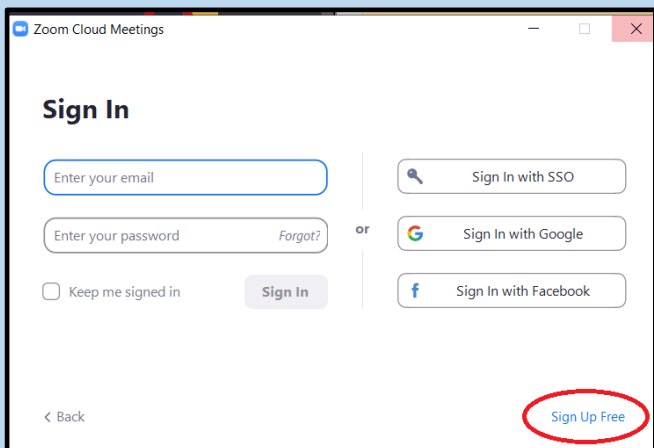 Zoom Cloud Meetings
Sign In
Enter your email
Enter your password Forgot?
Keep me signed in Sign In
or
Sign In with SSO
Sign In with Google
Sign In with Facebook
< Back
Sign Up Free